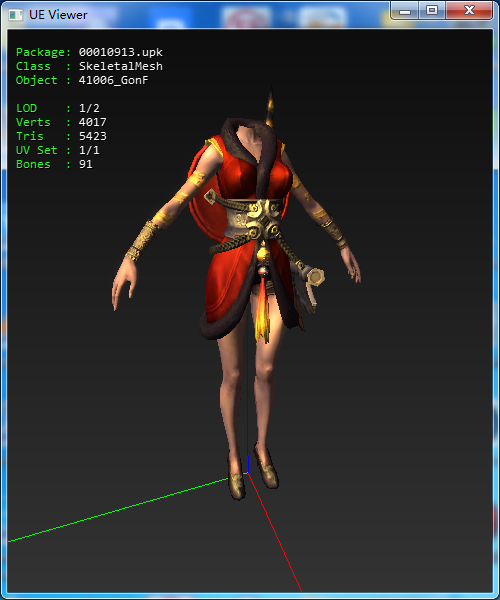 UE Viewer
Package: 00010913.upk
Class : SkeletalMesh
Object : 41006_GonF
LOD : 1/2
Verts : 4017
Tris : 5423
UV Set : 1/1
Bones : 91